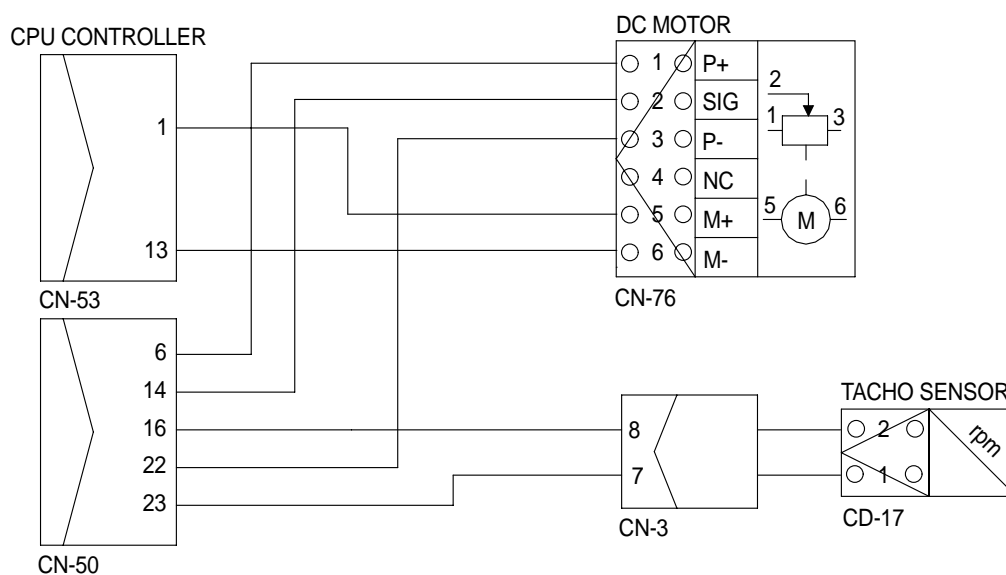 CPU CONTROLLER
1
13
CN-53
6
14
16
22
23
CN-50
DC MOTOR
1 P+
2 SIG
3 P-
4 NC
5 M+
6 M-
2
1 3
5 M 6
CN-76
8
7
CN-3
TACHO SENSOR
2
1
rpm
CD-17